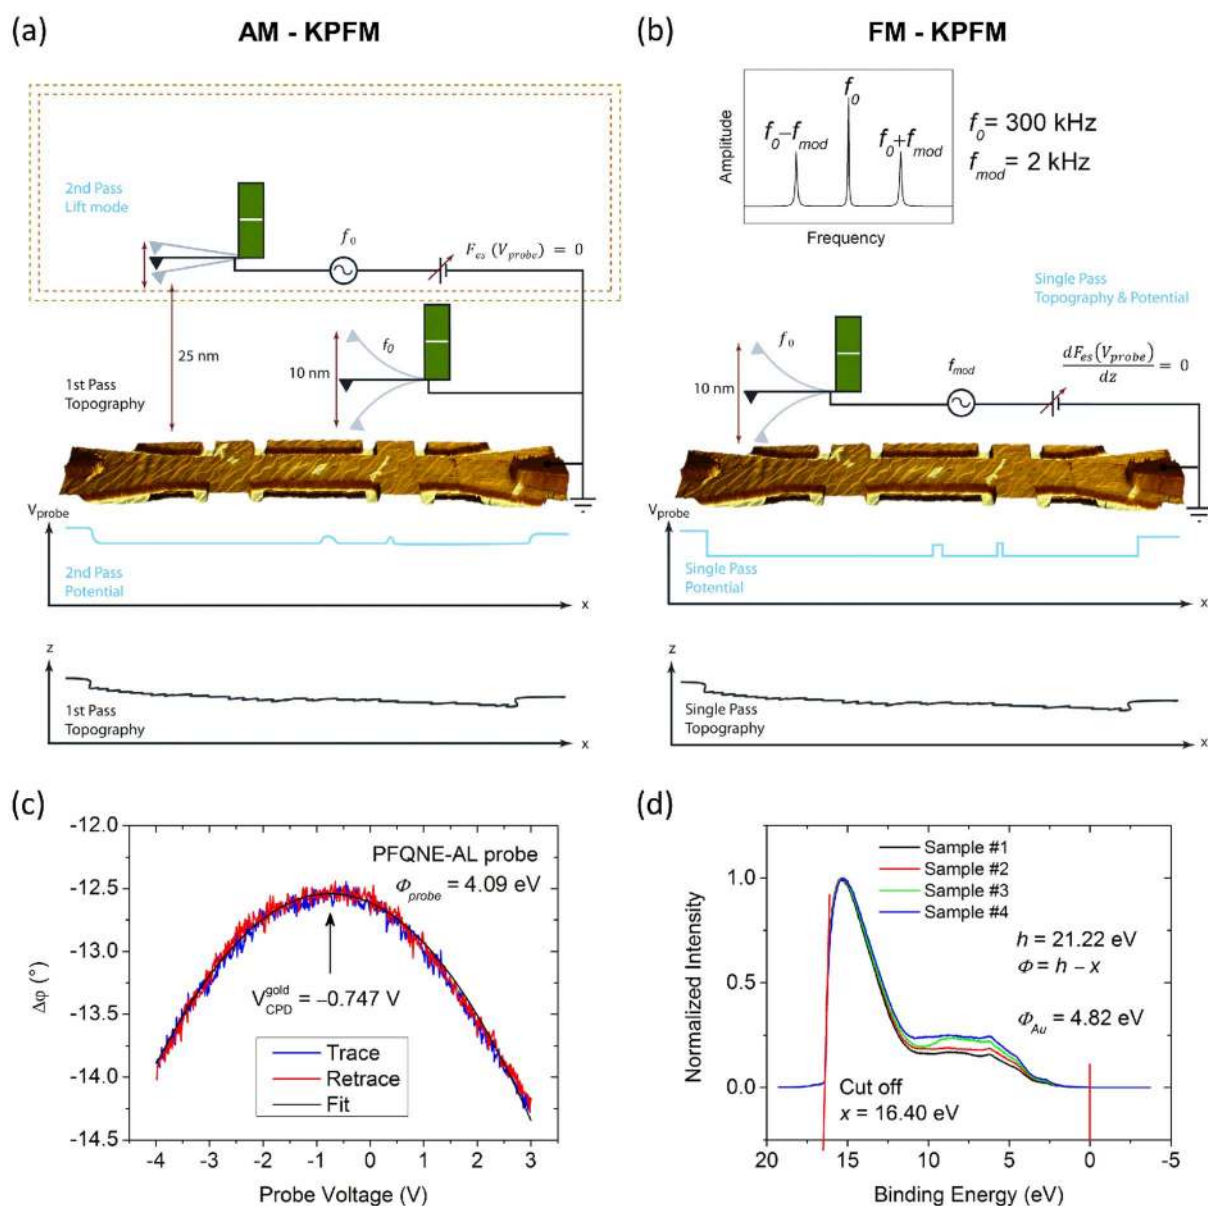 (a)
AM - KPFM
2nd Pass
Lift mode
f0
Fes (Vprobe) = 0
25 nm
10 nm
f0
1st Pass
Topography
Vprobe
2nd Pass
Potential
x
z
1st Pass
Topography
x
(b)
FM - KPFM
Amplitude
f0
f0−fmod
f0+fmod
Frequency
f0= 300 kHz
fmod= 2 kHz
Single Pass
Topography & Potential
f0
10 nm
fmod
dFes(Vprobe)
dz
= 0
Vprobe
Single Pass
Potential
x
z
Single Pass
Topography
x
(c)
-12.0
-12.5
-13.0
-13.5
-14.0
-14.5
Δφ (°)
PFQNE-AL probe
Φprobe = 4.09 eV
VCPD gold = −0.747 V
Trace
Retrace
Fit
-4
-3
-2
-1
0
1
2
3
Probe Voltage (V)
(d)
1.0
0.5
0.0
Normalized Intensity
Sample #1
Sample #2
Sample #3
Sample #4
h = 21.22 eV
Φ = h − x
ΦAu = 4.82 eV
Cut off
x = 16.40 eV
20
15
10
5
0
-5
Binding Energy (eV)